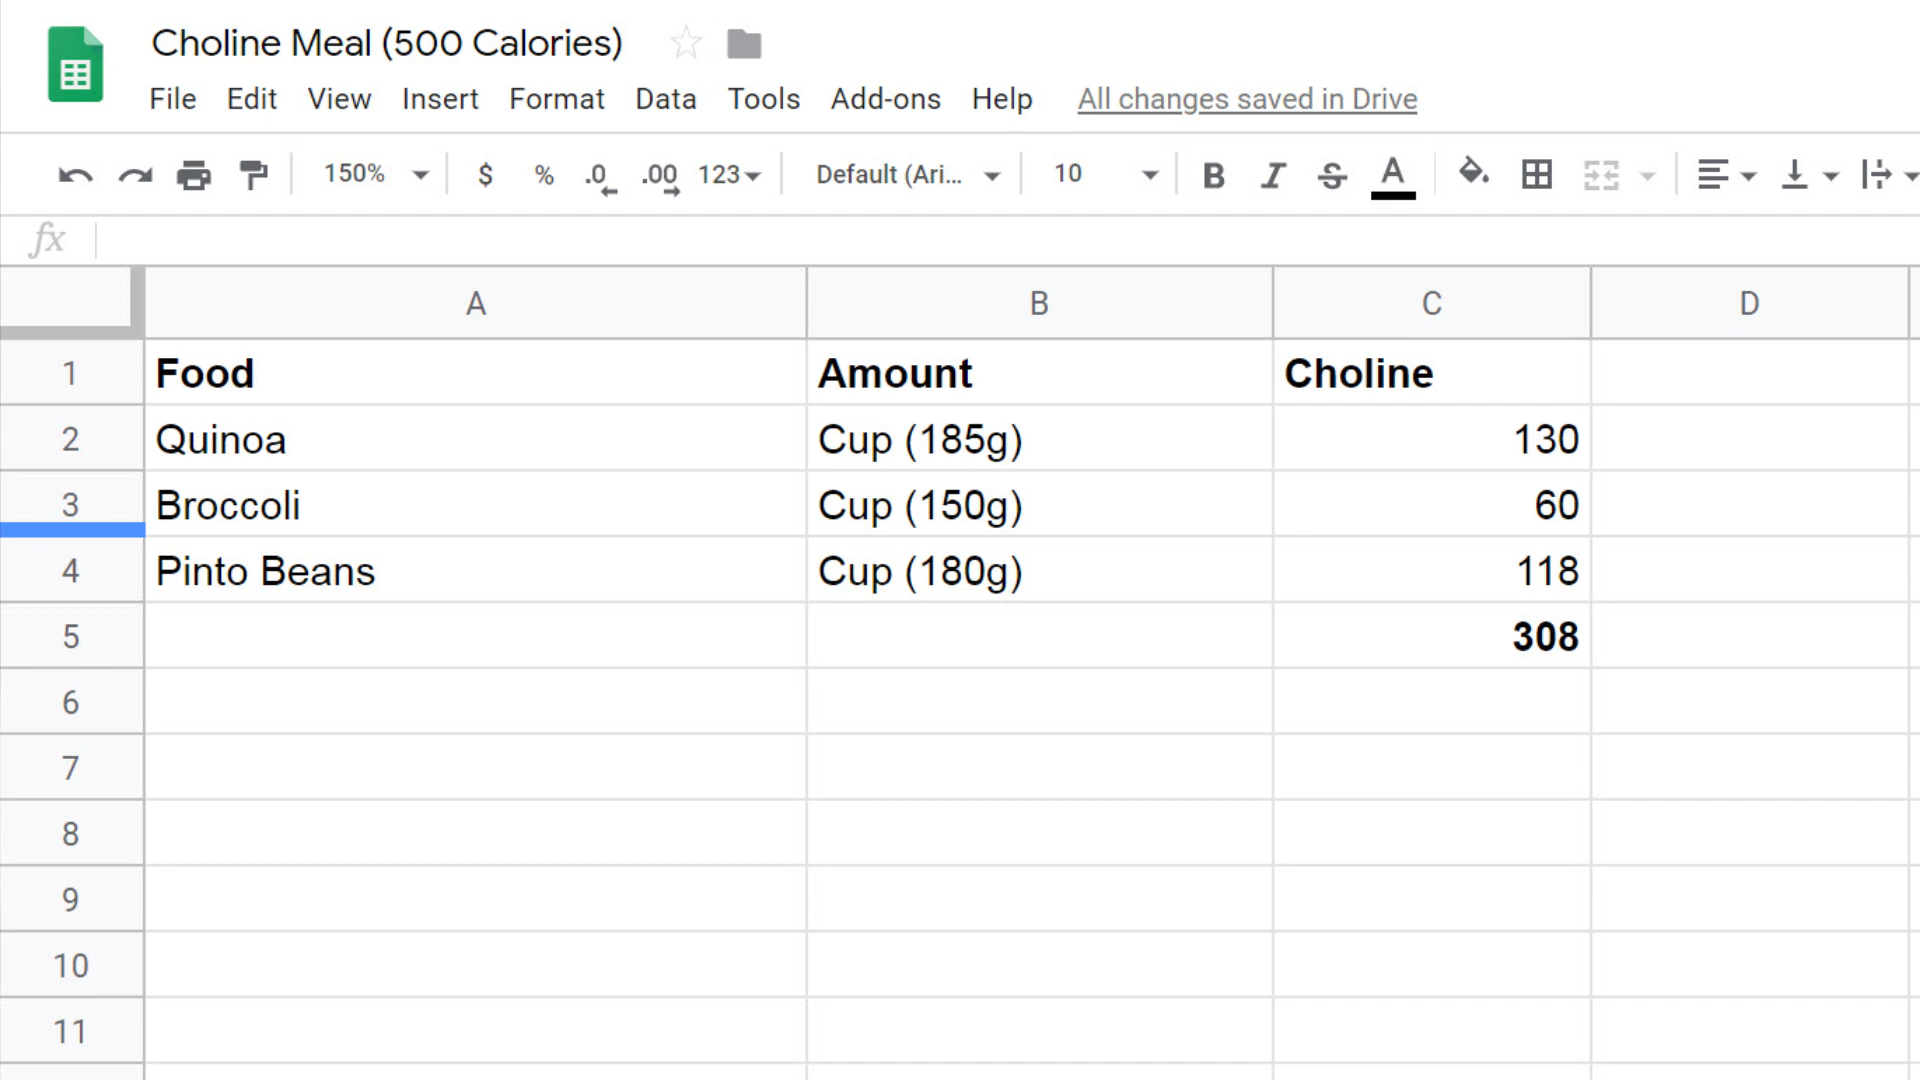 Choline Meal (500 Calories)
File Edit View Insert Format Data Tools Add-ons Help All changes saved in Drive
150% $ % .0 .00 123 Default (Ari... 10 B I S A
fx
A B C D
1 Food Amount Choline
2 Quinoa Cup (185g) 130
3 Broccoli Cup (150g) 60
4 Pinto Beans Cup (180g) 118
5 308
6
7
8
9
10
11